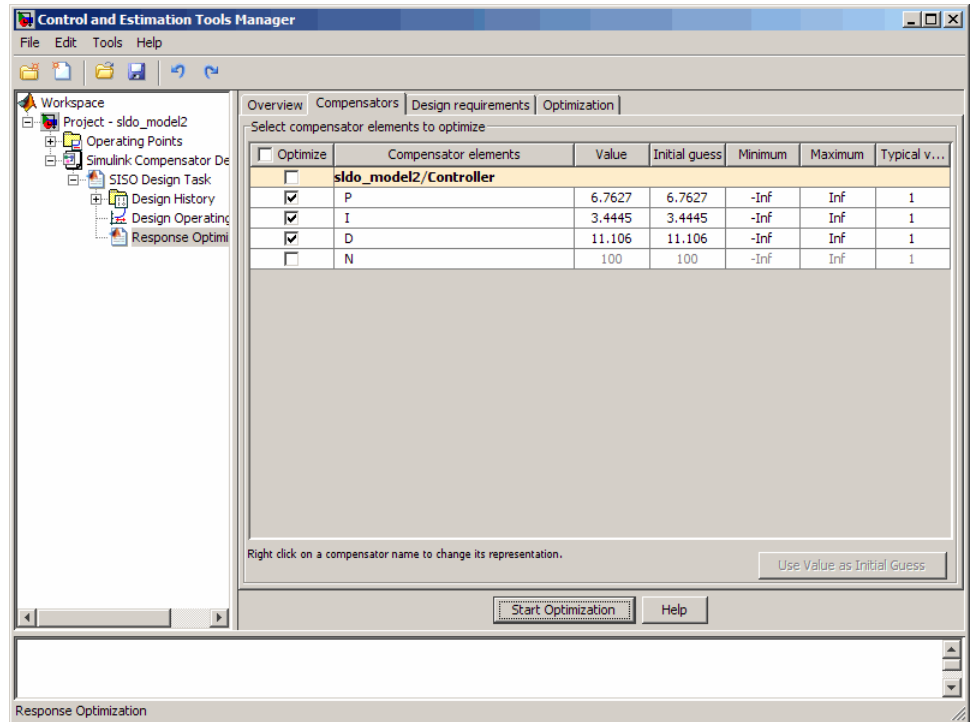 Control and Estimation Tools Manager
File Edit Tools Help
Workspace
Project - sldo_model2
Operating Points
Simulink Compensator De
SISO Design Task
Design History
Design Operating
Response Optimi
Overview Compensators Design requirements Optimization
Select compensator elements to optimize
Optimize Compensator elements Value Initial guess Minimum Maximum Typical v...
sldo_model2/Controller
P 6.7627 6.7627 -Inf Inf 1
I 3.4445 3.4445 -Inf Inf 1
D 11.106 11.106 -Inf Inf 1
N 100 100 -Inf Inf 1
Right click on a compensator name to change its representation.
Use Value as Initial Guess
Start Optimization Help
Response Optimization